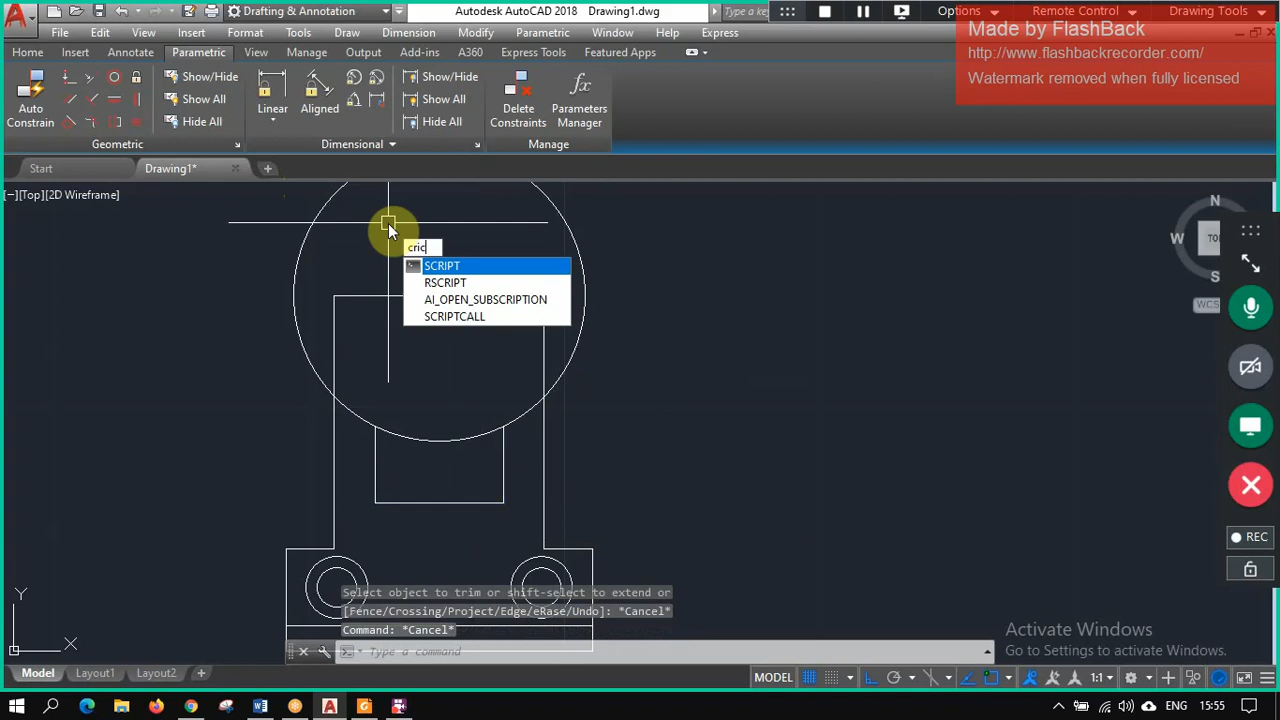 Drafting & Annotation
Autodesk AutoCAD 2018 Drawing1.dwg
Type a key
Options
Remote Control
Drawing Tools
Made by FlashBack
http://www.flashbackrecorder.com/
Watermark removed when fully licensed
File Edit View Insert Format Tools Draw Dimension Modify Parametric Window Help Express
Home Insert Annotate Parametric View Manage Output Add-ins A360 Express Tools Featured Apps
Auto
Constrain
Show/Hide
Show All
Hide All
Linear
Aligned
Show/Hide
Show All
Hide All
Delete
Constraints
Parameters
Manager
Geometric
Dimensional
Manage
Start
Drawing1*
[−][Top][2D Wireframe]
N
W
TOP
S
WCS
cric
SCRIPT
RSCRIPT
AI_OPEN_SUBSCRIPTION
SCRIPTCALL
REC
Select object to trim or shift-select to extend or
[Fence/Crossing/Project/Edge/eRase/Undo]: *Cancel*
Command: *Cancel*
Type a command
Y
X
Activate Windows
Go to Settings to activate Windows.
Model Layout1 Layout2
MODEL
1:1
ENG
15:55